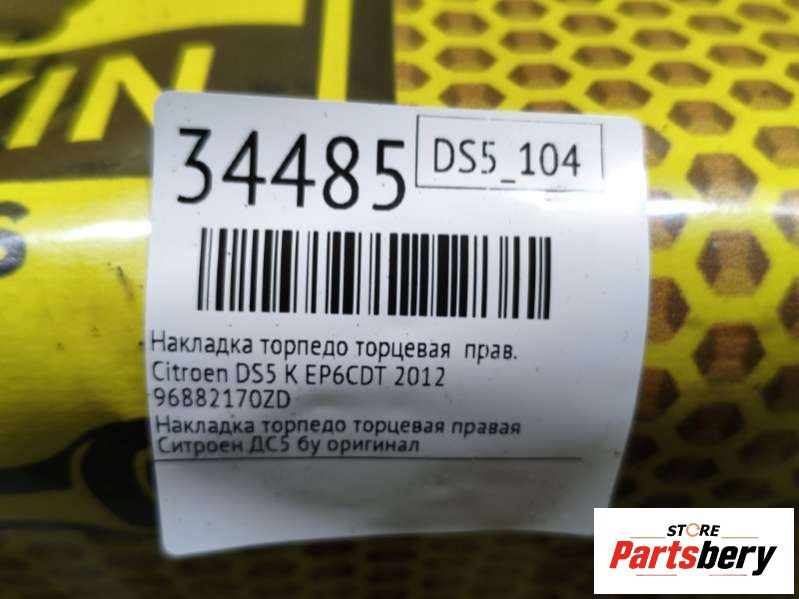 34485
DS5_104
Накладка торпедо торцевая прав.
Citroen DS5 K EP6CDT 2012
96882170ZD
Накладка торпедо торцевая правая
Ситроен ДС5 бу оригинал
STORE
Partsbery